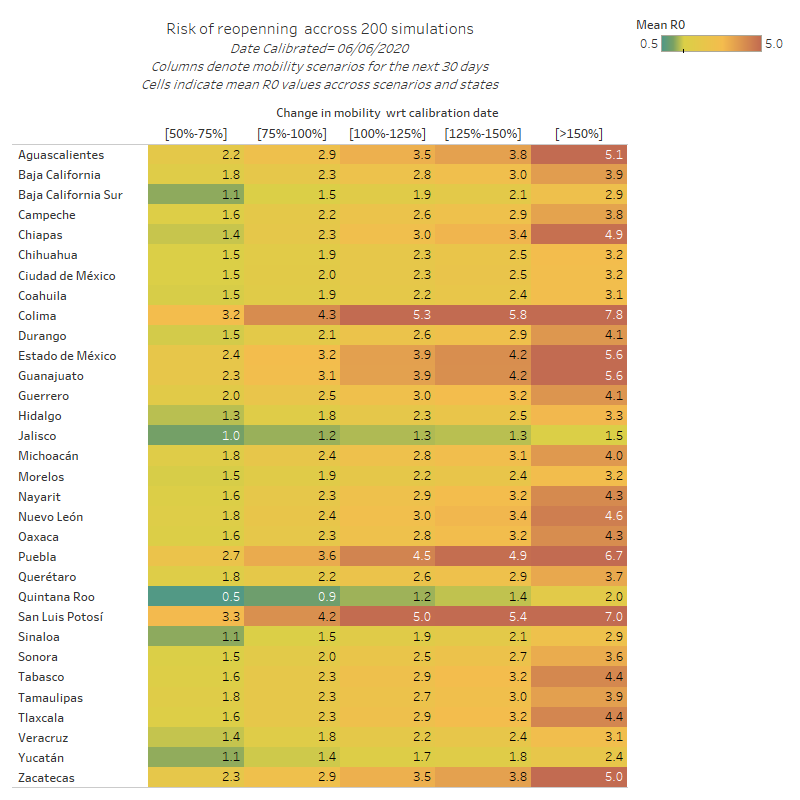 Risk of reopenning accross 200 simulations
Date Calibrated= 06/06/2020
Columns denote mobility scenarios for the next 30 days
Cells indicate mean R0 values accross scenarios and states
Mean R0
0.5 5.0
Change in mobility wrt calibration date
[50%-75%] [75%-100%] [100%-125%] [125%-150%] [>150%]
Aguascalientes 2.2 2.9 3.5 3.8 5.1
Baja California 1.8 2.3 2.8 3.0 3.9
Baja California Sur 1.1 1.5 1.9 2.1 2.9
Campeche 1.6 2.2 2.6 2.9 3.8
Chiapas 1.4 2.3 3.0 3.4 4.9
Chihuahua 1.5 1.9 2.3 2.5 3.2
Ciudad de México 1.5 2.0 2.3 2.5 3.2
Coahuila 1.5 1.9 2.2 2.4 3.1
Colima 3.2 4.3 5.3 5.8 7.8
Durango 1.5 2.1 2.6 2.9 4.1
Estado de México 2.4 3.2 3.9 4.2 5.6
Guanajuato 2.3 3.1 3.9 4.2 5.6
Guerrero 2.0 2.5 3.0 3.2 4.1
Hidalgo 1.3 1.8 2.3 2.5 3.3
Jalisco 1.0 1.2 1.3 1.3 1.5
Michoacán 1.8 2.4 2.8 3.1 4.0
Morelos 1.5 1.9 2.2 2.4 3.2
Nayarit 1.6 2.3 2.9 3.2 4.3
Nuevo León 1.8 2.4 3.0 3.4 4.6
Oaxaca 1.6 2.3 2.8 3.2 4.3
Puebla 2.7 3.6 4.5 4.9 6.7
Querétaro 1.8 2.2 2.6 2.9 3.7
Quintana Roo 0.5 0.9 1.2 1.4 2.0
San Luis Potosí 3.3 4.2 5.0 5.4 7.0
Sinaloa 1.1 1.5 1.9 2.1 2.9
Sonora 1.5 2.0 2.5 2.7 3.6
Tabasco 1.6 2.3 2.9 3.2 4.4
Tamaulipas 1.8 2.3 2.7 3.0 3.9
Tlaxcala 1.6 2.3 2.9 3.2 4.4
Veracruz 1.4 1.8 2.2 2.4 3.1
Yucatán 1.1 1.4 1.7 1.8 2.4
Zacatecas 2.3 2.9 3.5 3.8 5.0